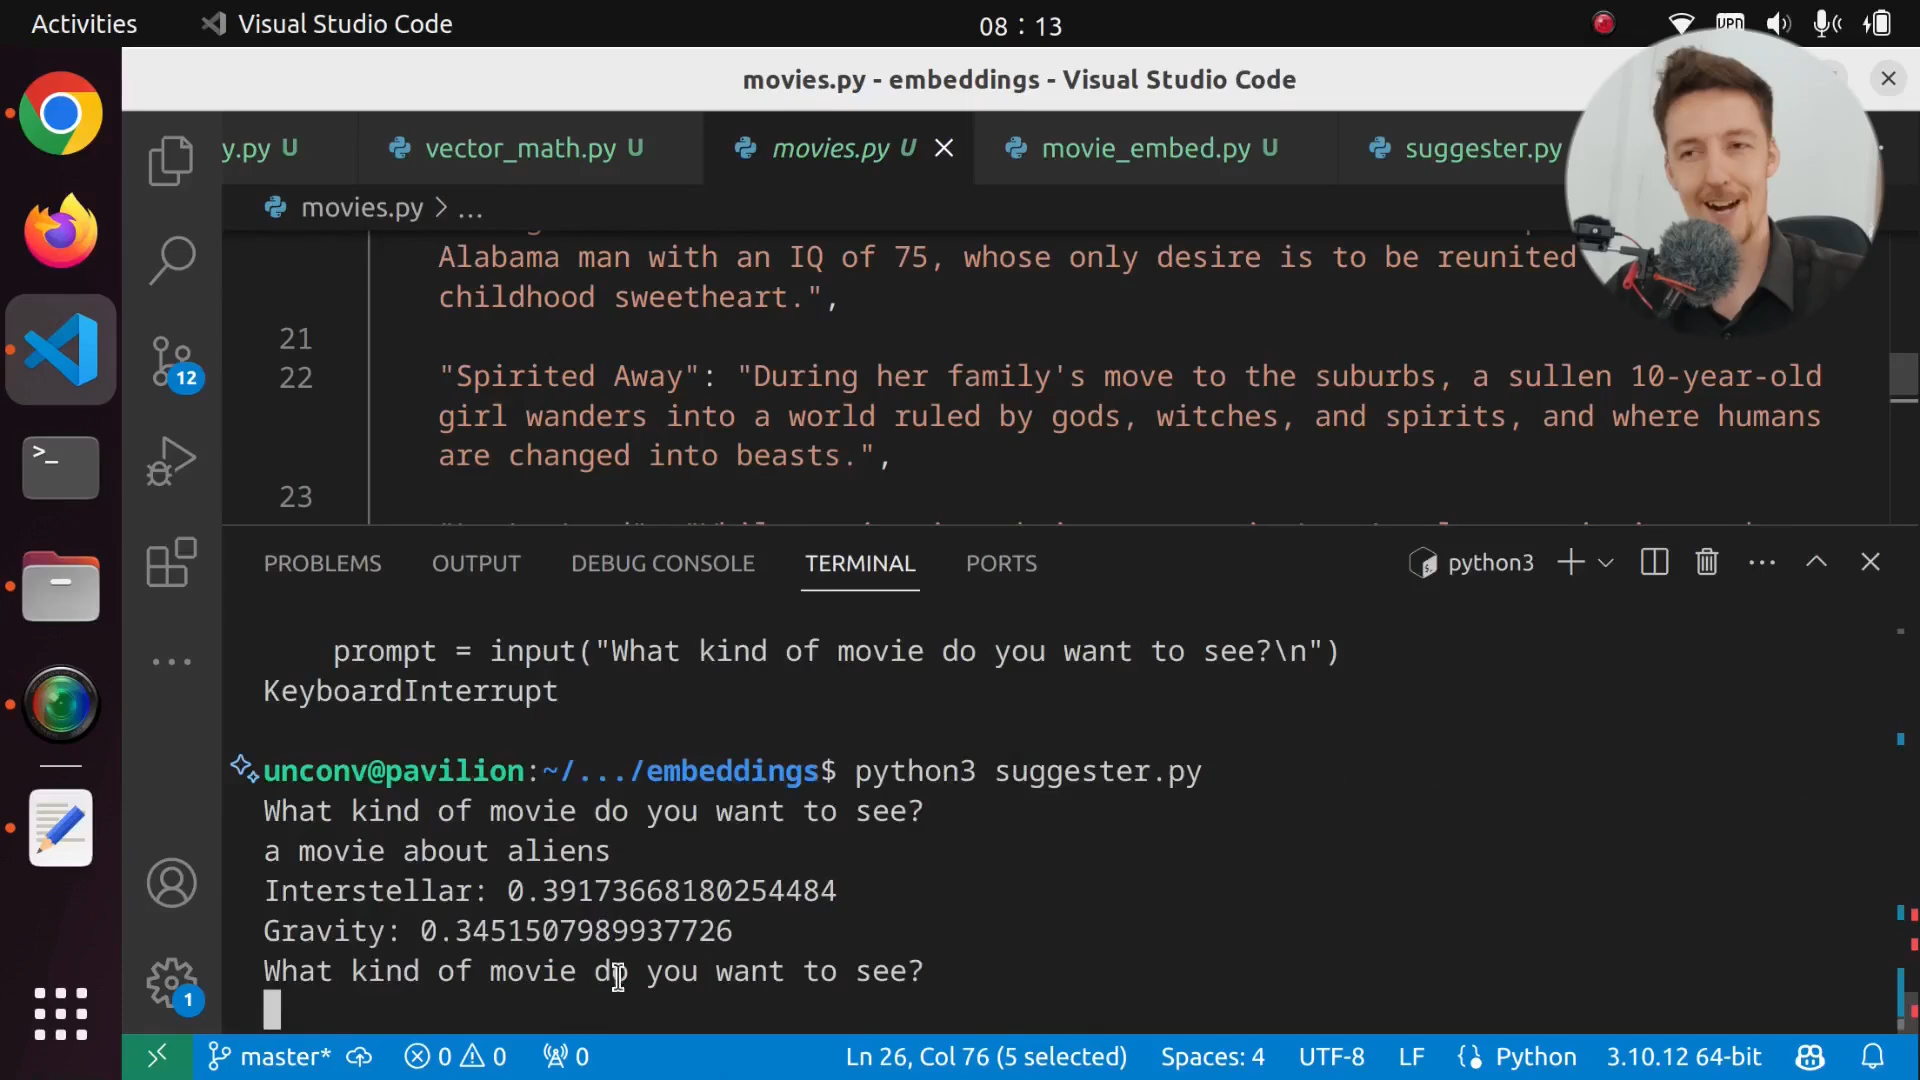 Activities
Visual Studio Code
08 : 13
VPN
movies.py - embeddings - Visual Studio Code
y.py U
vector_math.py U
movies.py U
movie_embed.py U
suggester.py
movies.py > ...
Alabama man with an IQ of 75, whose only desire is to be reunited
childhood sweetheart.",
21
22 "Spirited Away": "During her family's move to the suburbs, a sullen 10-year-old
girl wanders into a world ruled by gods, witches, and spirits, and where humans
are changed into beasts.",
23
12
PROBLEMS
OUTPUT
DEBUG CONSOLE
TERMINAL
PORTS
python3
prompt = input("What kind of movie do you want to see?\n")
KeyboardInterrupt
unconv@pavilion:~/.../embeddings$ python3 suggester.py
What kind of movie do you want to see?
a movie about aliens
Interstellar: 0.39173668180254484
Gravity: 0.3451507989937726
What kind of movie do you want to see?
1
master*
0
0
0
Ln 26, Col 76 (5 selected)
Spaces: 4
UTF-8
LF
Python
3.10.12 64-bit